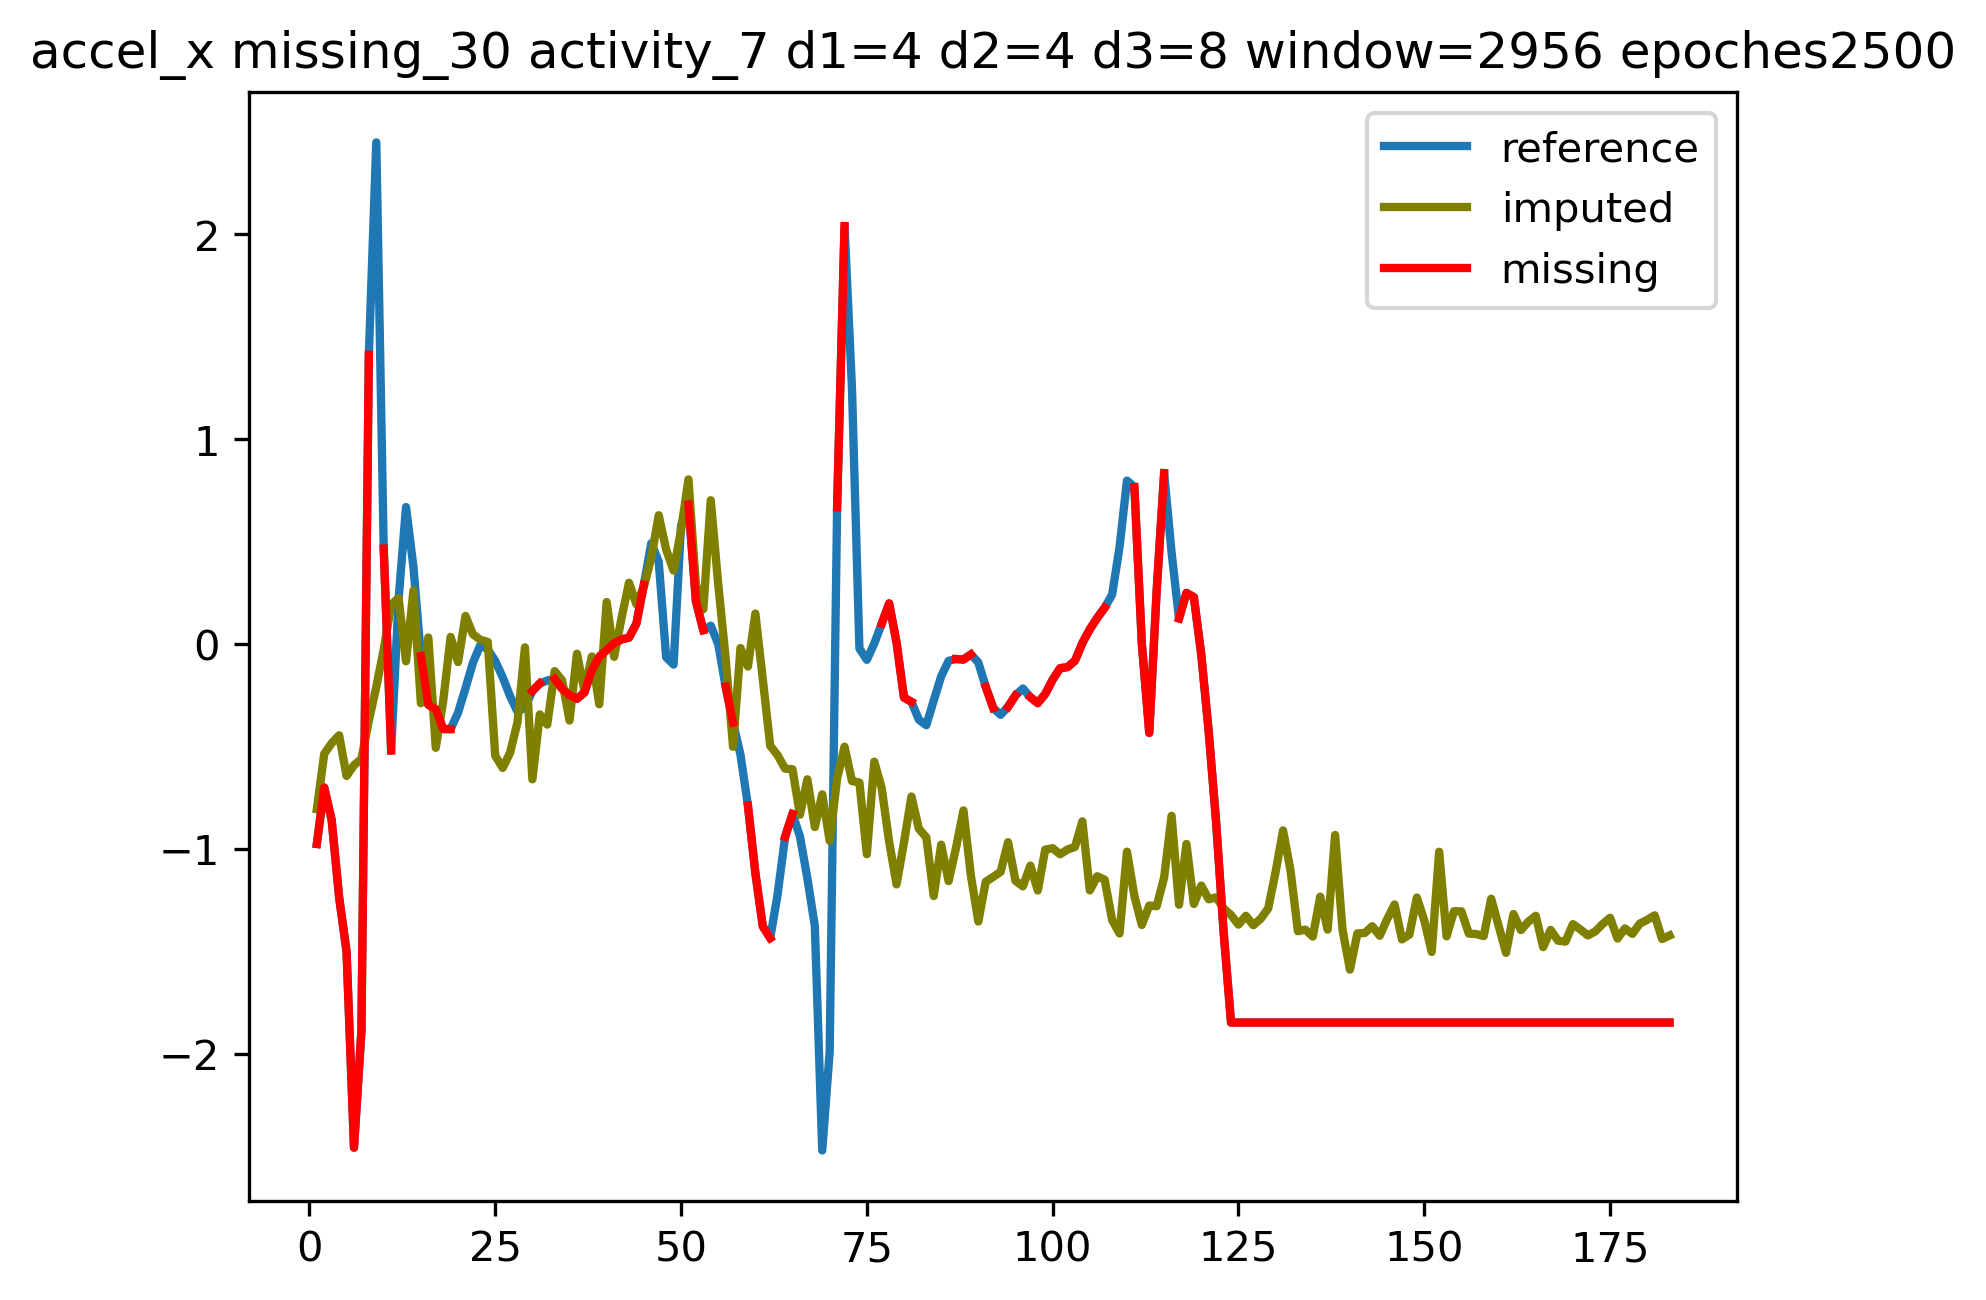 accel_x missing_30 activity_7 d1=4 d2=4 d3=8 window=2956 epoches2500
reference
imputed
missing
2
1
0
−1
−2
0 25 50 75 100 125 150 175